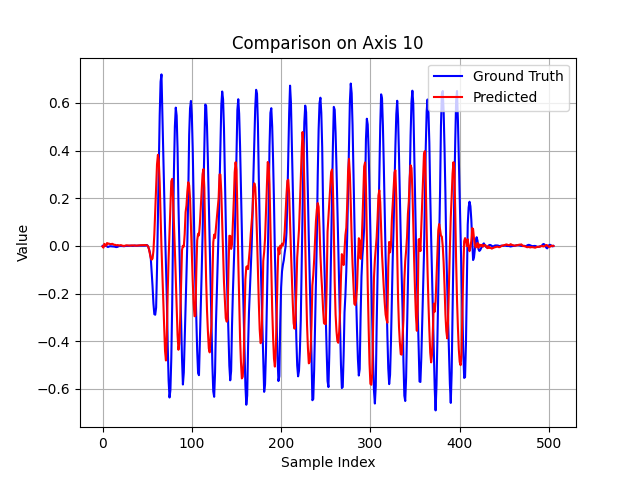 Comparison on Axis 10
Ground Truth
Predicted
0.6
0.4
0.2
0.0
−0.2
−0.4
−0.6
Value
0
100
200
300
400
500
Sample Index